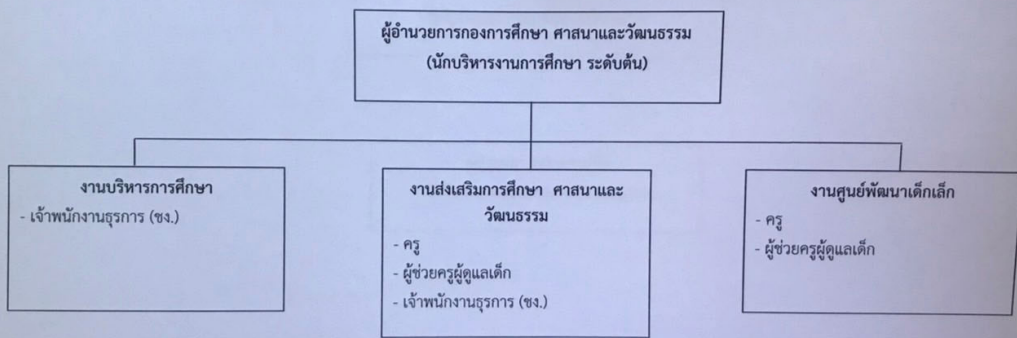 ผู้อำนวยการกองการศึกษา ศาสนาและวัฒนธรรม
(นักบริหารงานการศึกษา ระดับต้น)
งานบริหารการศึกษา
- เจ้าพนักงานธุรการ (ชง.)
งานส่งเสริมการศึกษา ศาสนาและ
วัฒนธรรม
- ครู
- ผู้ช่วยครูผู้ดูแลเด็ก
- เจ้าพนักงานธุรการ (ชง.)
งานศูนย์พัฒนาเด็กเล็ก
- ครู
- ผู้ช่วยครูผู้ดูแลเด็ก